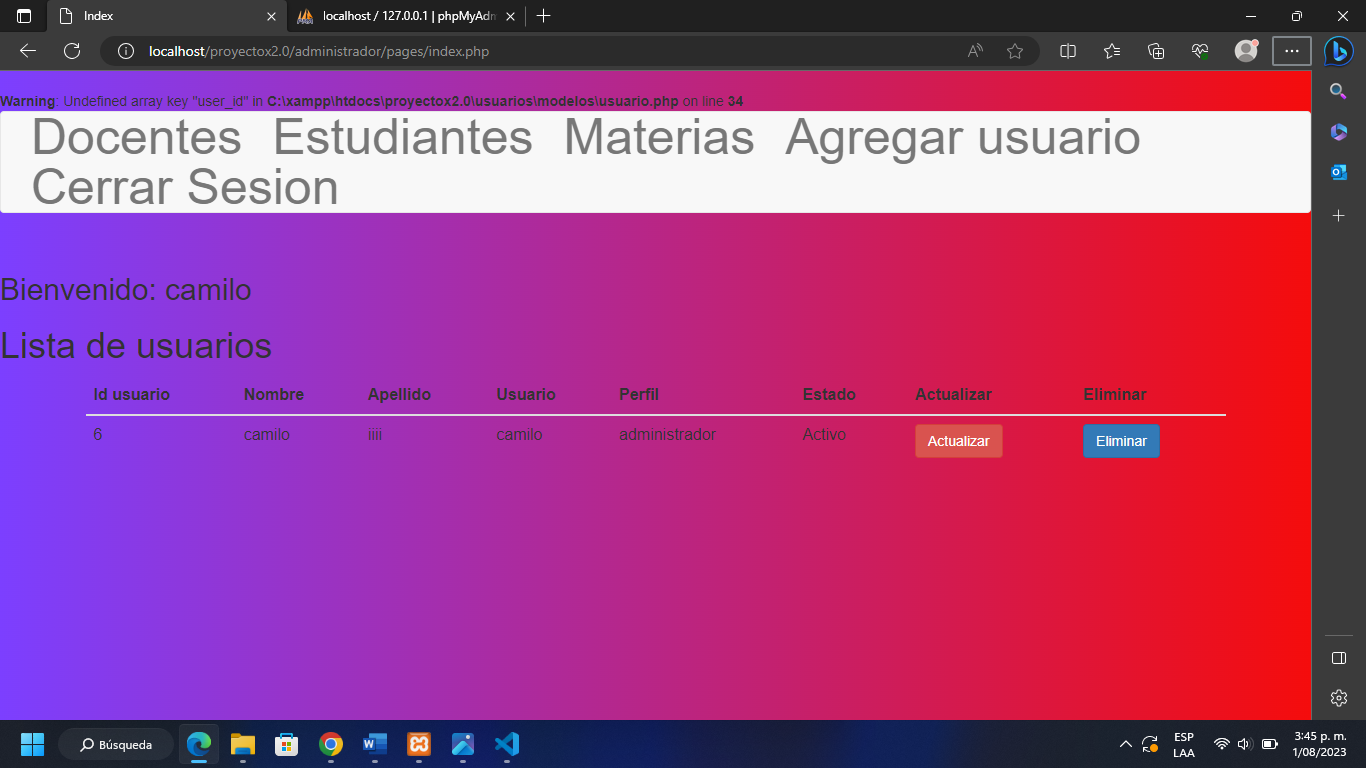 Index
localhost / 127.0.0.1 | phpMyAdm
localhost/proyectox2.0/administrador/pages/index.php
Warning: Undefined array key "user_id" in C:\xampp\htdocs\proyectox2.0\usuarios\modelos\usuario.php on line 34
Docentes Estudiantes Materias Agregar usuario
Cerrar Sesion
Bienvenido: camilo
Lista de usuarios
Id usuario Nombre Apellido Usuario Perfil Estado Actualizar Eliminar
6 camilo iiii camilo administrador Activo Actualizar Eliminar
Búsqueda
ESP
LAA
3:45 p. m.
1/08/2023